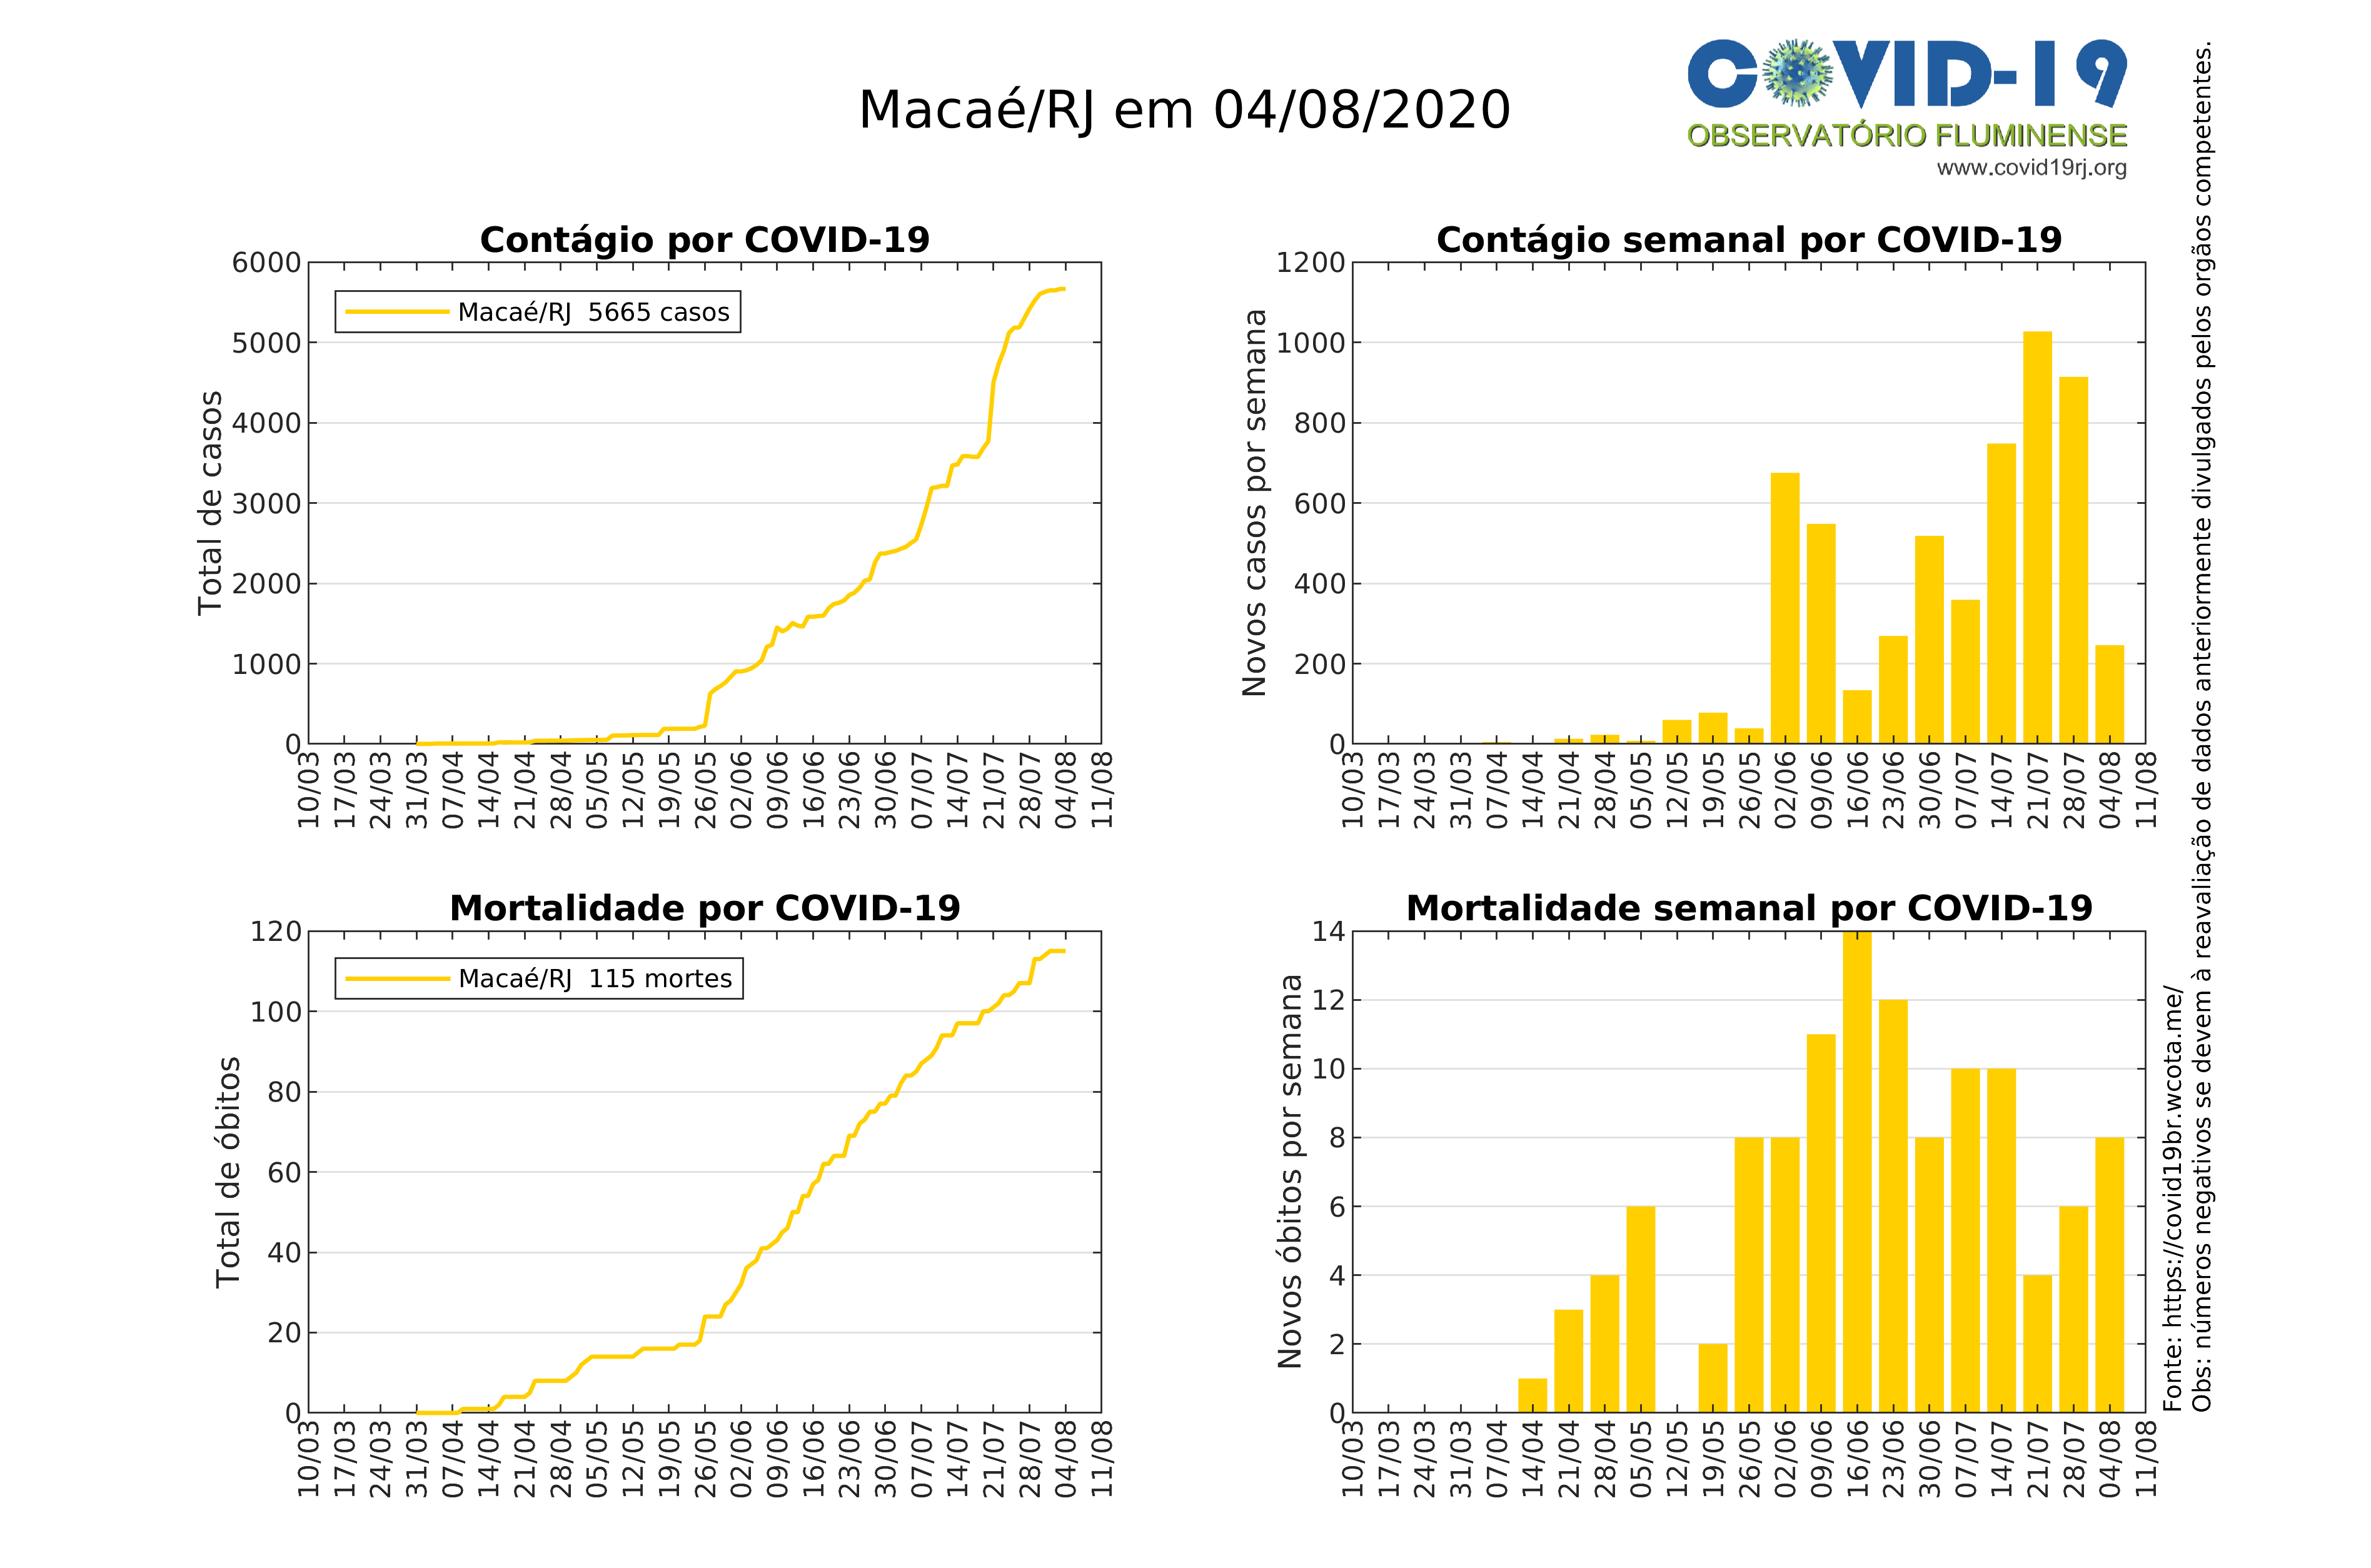 Macaé/RJ em 04/08/2020
COVID-19
OBSERVATÓRIO FLUMINENSE
www.covid19rj.org
Contágio por COVID-19
Total de casos
6000
5000
4000
3000
2000
1000
0
Macaé/RJ 5665 casos
10/03 17/03 24/03 31/03 07/04 14/04 21/04 28/04 05/05 12/05 19/05 26/05 02/06 09/06 16/06 23/06 30/06 07/07 14/07 21/07 28/07 04/08 11/08
Contágio semanal por COVID-19
Novos casos por semana
1200
1000
800
600
400
200
0
10/03 17/03 24/03 31/03 07/04 14/04 21/04 28/04 05/05 12/05 19/05 26/05 02/06 09/06 16/06 23/06 30/06 07/07 14/07 21/07 28/07 04/08 11/08
Mortalidade por COVID-19
Total de óbitos
120
100
80
60
40
20
0
Macaé/RJ 115 mortes
10/03 17/03 24/03 31/03 07/04 14/04 21/04 28/04 05/05 12/05 19/05 26/05 02/06 09/06 16/06 23/06 30/06 07/07 14/07 21/07 28/07 04/08 11/08
Mortalidade semanal por COVID-19
Novos óbitos por semana
14
12
10
8
6
4
2
0
10/03 17/03 24/03 31/03 07/04 14/04 21/04 28/04 05/05 12/05 19/05 26/05 02/06 09/06 16/06 23/06 30/06 07/07 14/07 21/07 28/07 04/08 11/08
Fonte: https://covid19br.wcota.me/
Obs: números negativos se devem à reavaliação de dados anteriormente divulgados pelos orgãos competentes.